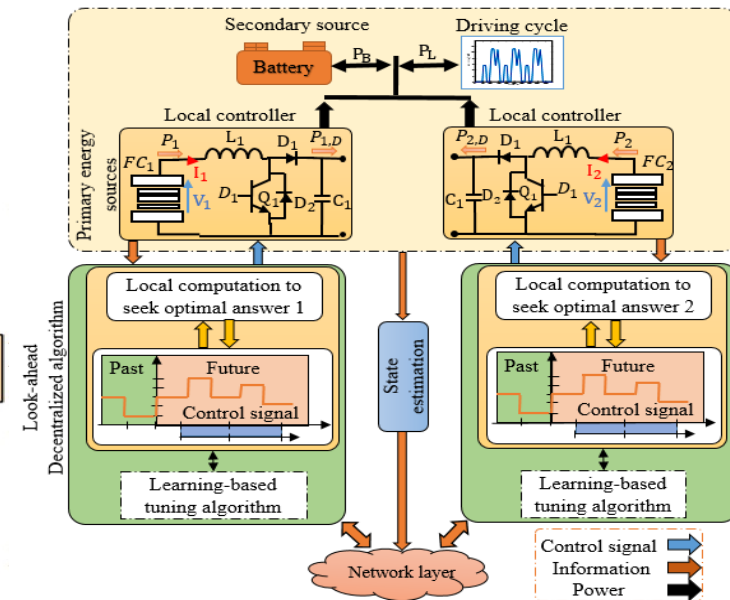 Secondary source
Driving cycle
Battery
P_B
P_L
Local controller
Local controller
Primary energy
sources
P_1
L_1
D_1
P_1,D
FC_1
I_1
V_1
D_1
Q_1
D_2
C_1
P_2,D
D_1
L_1
P_2
FC_2
I_2
V_2
C_1
D_2
Q_1
D_1
Look-ahead
Decentralized algorithm
Local computation to
seek optimal answer 1
Past
Future
Control signal
Learning-based
tuning algorithm
State
estimation
Local computation to
seek optimal answer 2
Past
Future
Control signal
Learning-based
tuning algorithm
Network layer
Control signal
Information
Power